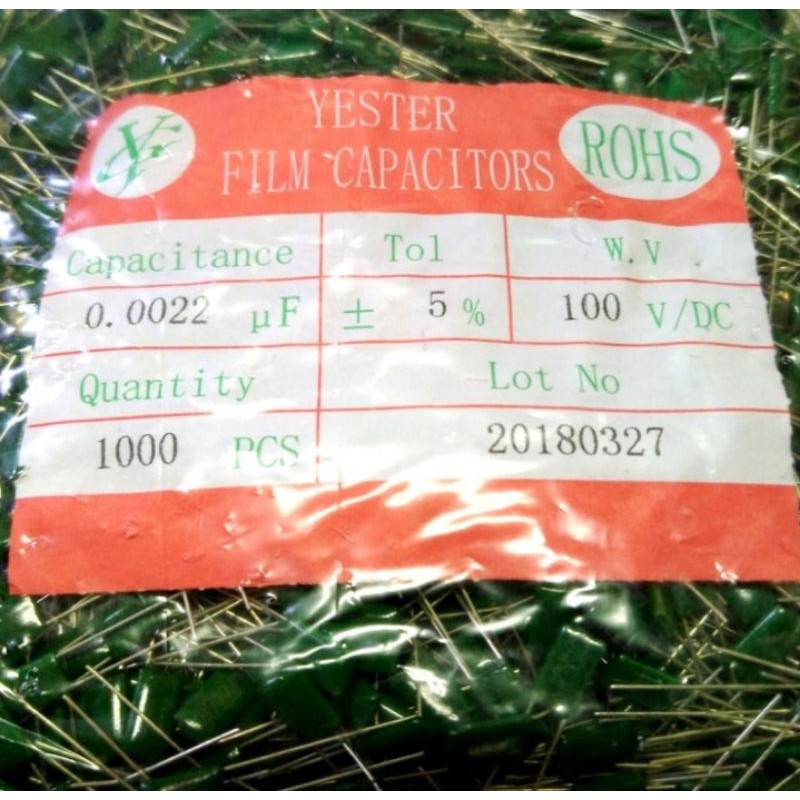 YESTER
FILM CAPACITORS
ROHS
Capacitance Tol W.V
0.0022 μF ± 5 % 100 V/DC
Quantity Lot No
1000 PCS 20180327